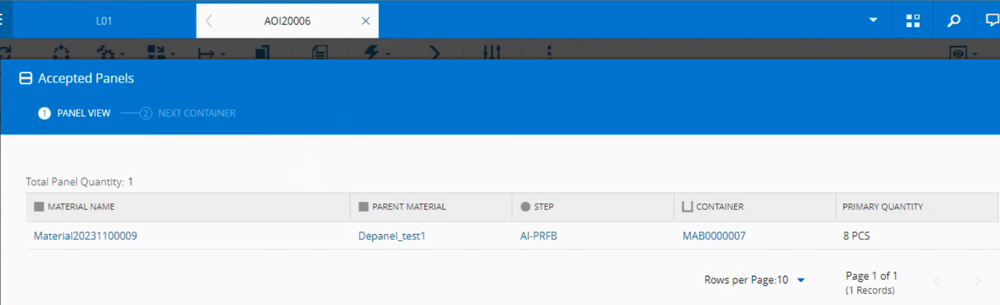 L01
AOI20006
Accepted Panels
1 PANEL VIEW 2 NEXT CONTAINER
Total Panel Quantity: 1
MATERIAL NAME PARENT MATERIAL STEP CONTAINER PRIMARY QUANTITY
Material20231100009 Depanel_test1 AI-PRFB MAB0000007 8 PCS
Rows per Page:10 Page 1 of 1
(1 Records)